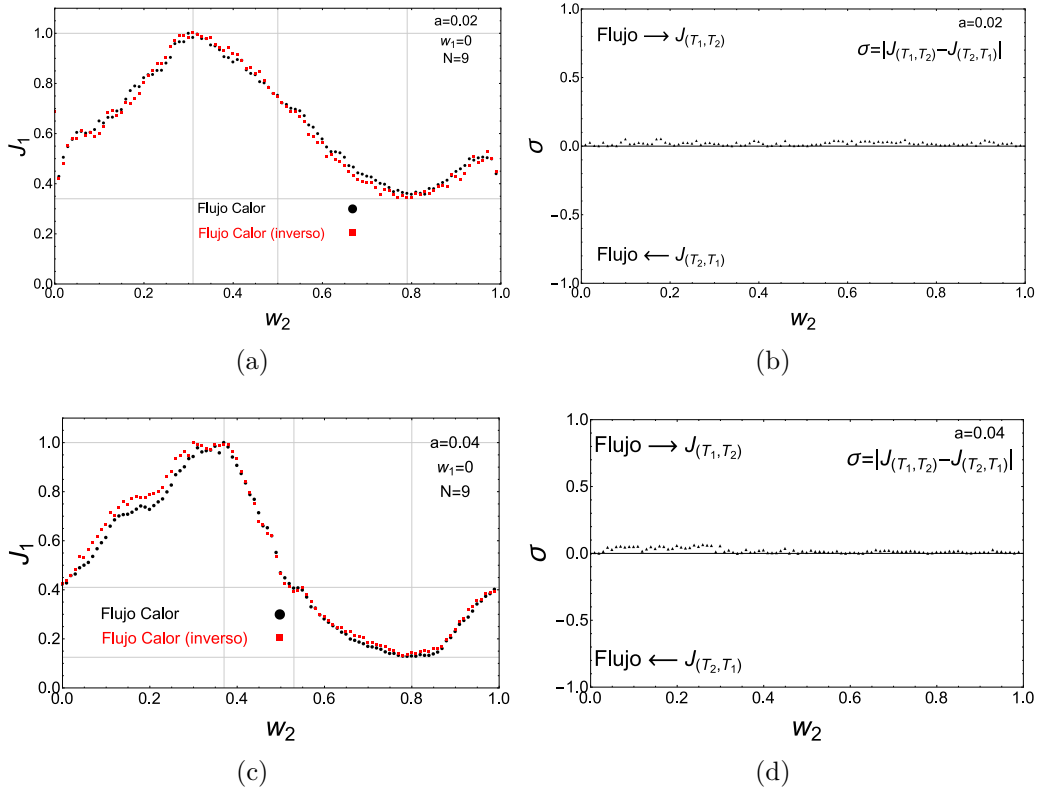 a=0.02
w₁=0
N=9
J₁
1.0
0.8
0.6
0.4
0.2
0.0
Flujo Calor
Flujo Calor (inverso)
0.0 0.2 0.4 0.6 0.8 1.0
w₂
(a)
a=0.02
Flujo → J(T₁,T₂)
σ=|J(T₁,T₂)−J(T₂,T₁)|
σ
1.0
0.5
0.0
−0.5
−1.0
Flujo ← J(T₂,T₁)
0.0 0.2 0.4 0.6 0.8 1.0
w₂
(b)
a=0.04
w₁=0
N=9
J₁
1.0
0.8
0.6
0.4
0.2
0.0
Flujo Calor
Flujo Calor (inverso)
0.0 0.2 0.4 0.6 0.8 1.0
w₂
(c)
a=0.04
Flujo → J(T₁,T₂)
σ=|J(T₁,T₂)−J(T₂,T₁)|
σ
1.0
0.5
0.0
−0.5
−1.0
Flujo ← J(T₂,T₁)
0.0 0.2 0.4 0.6 0.8 1.0
w₂
(d)